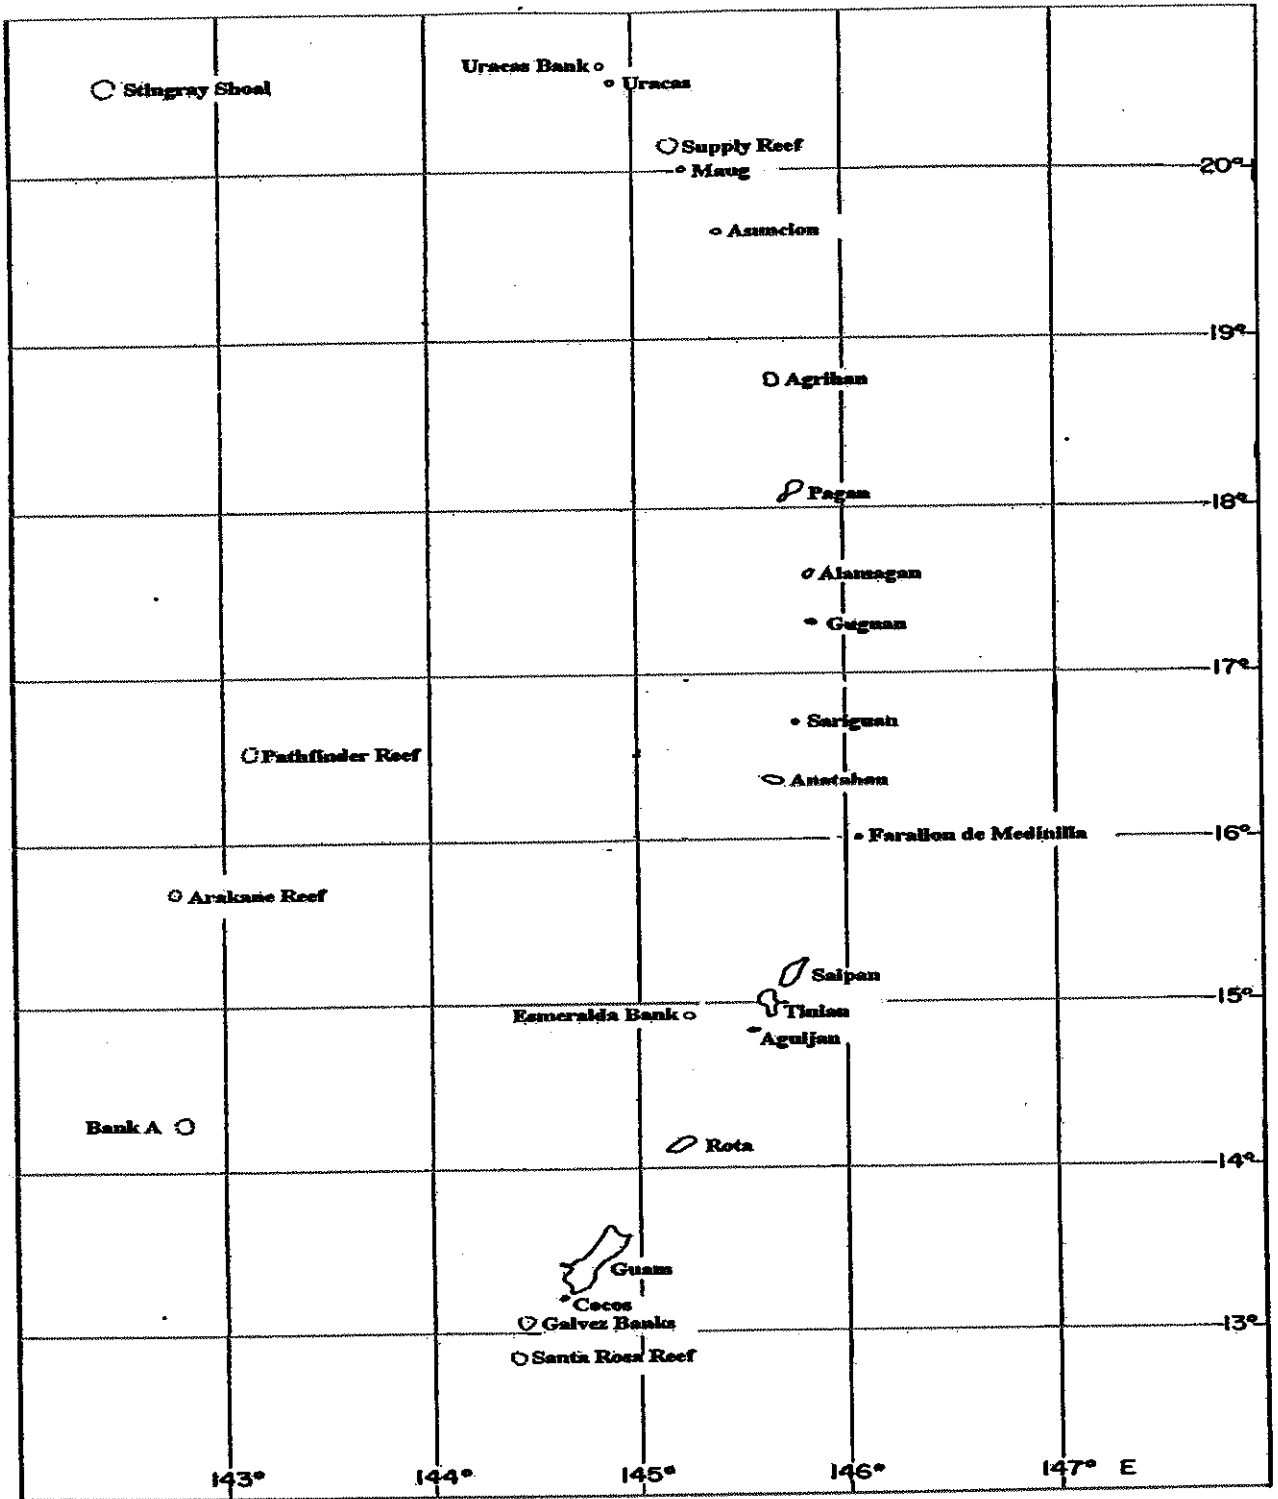 Uracas Bank
Uracas
Stingray Shoal
Supply Reef
20°
Maug
Asuncion
19°
Agrihan
Pagan
18°
Alamagan
Guguan
17°
Sariguan
Pathfinder Reef
Anatahan
Farallon de Medinilla
16°
Arakane Reef
Saipan
15°
Tinian
Esmeralda Bank
Aguijan
Bank A
Rota
14°
Guam
Cocos
Galvez Banks
13°
Santa Rosa Reef
143° 144° 145° 146° 147° E